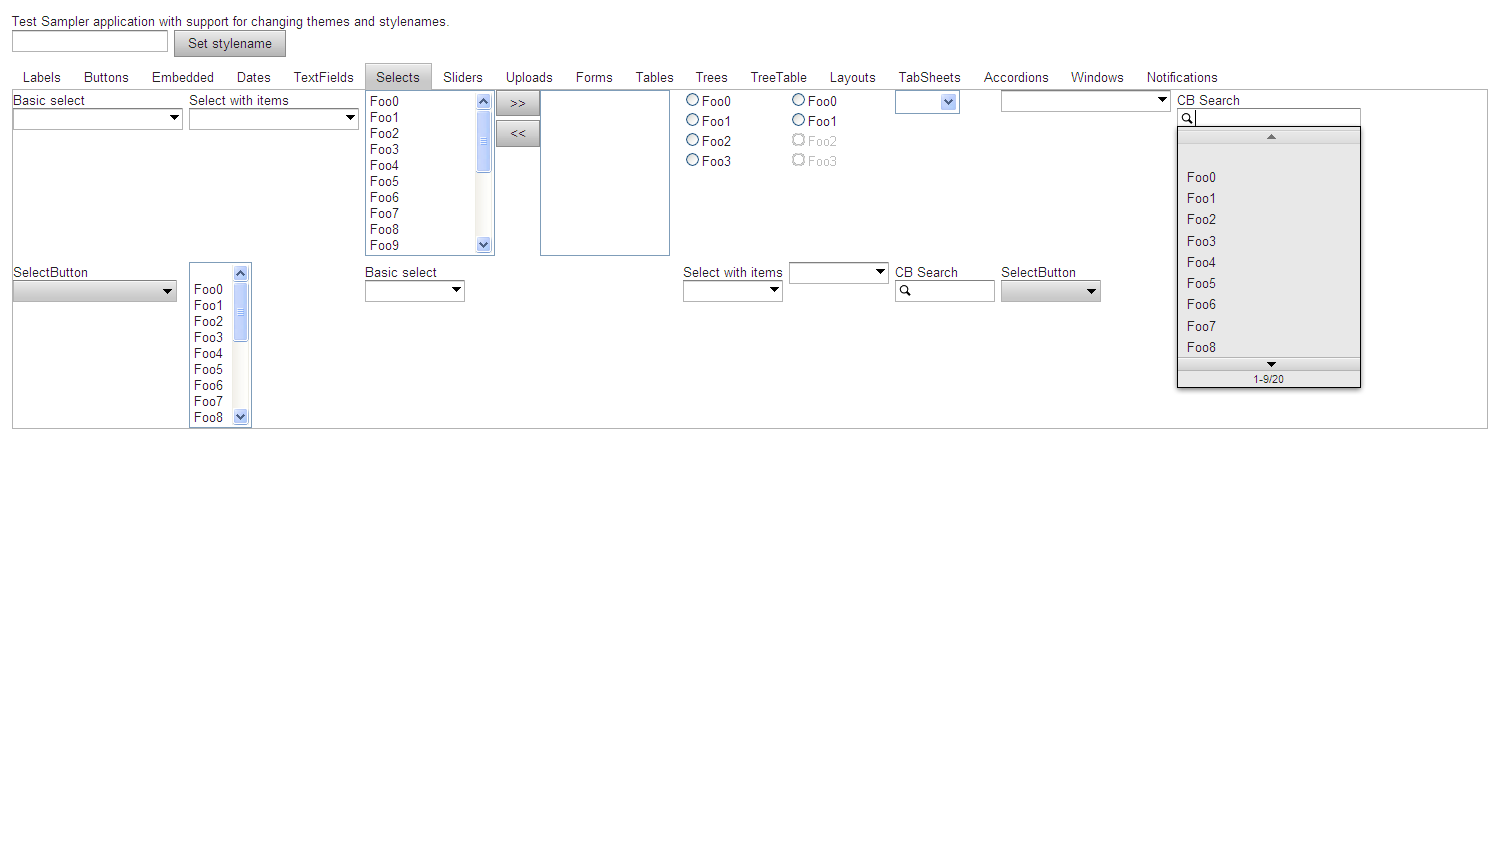 Test Sampler application with support for changing themes and stylenames.
Set stylename
Labels Buttons Embedded Dates TextFields Selects Sliders Uploads Forms Tables Trees TreeTable Layouts TabSheets Accordions Windows Notifications
Basic select
Select with items
Foo0
Foo1
Foo2
Foo3
Foo4
Foo5
Foo6
Foo7
Foo8
Foo9
>>
<<
Foo0
Foo1
Foo2
Foo3
Foo0
Foo1
Foo2
Foo3
CB Search
Foo0
Foo1
Foo2
Foo3
Foo4
Foo5
Foo6
Foo7
Foo8
1-9/20
SelectButton
Foo0
Foo1
Foo2
Foo3
Foo4
Foo5
Foo6
Foo7
Foo8
Basic select
Select with items
CB Search
SelectButton